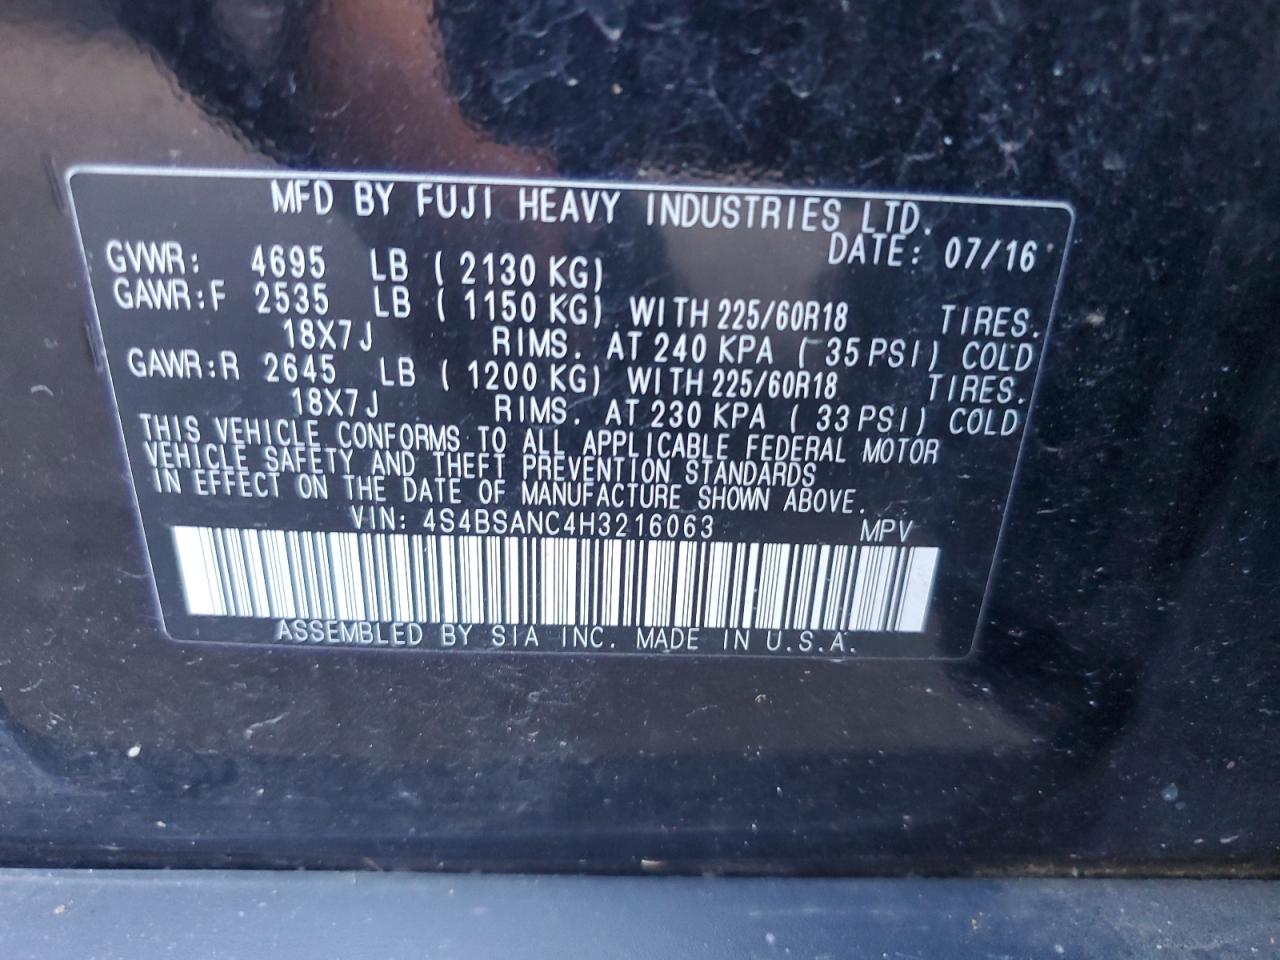 MFD BY FUJI HEAVY INDUSTRIES LTD.
DATE: 07/16
GVWR: 4695 LB ( 2130 KG)
GAWR:F 2535 LB ( 1150 KG) WITH 225/60R18 TIRES.
18X7J RIMS. AT 240 KPA ( 35 PSI) COLD
GAWR:R 2645 LB ( 1200 KG) WITH 225/60R18 TIRES.
18X7J RIMS. AT 230 KPA ( 33 PSI) COLD
THIS VEHICLE CONFORMS TO ALL APPLICABLE FEDERAL MOTOR
VEHICLE SAFETY AND THEFT PREVENTION STANDARDS
IN EFFECT ON THE DATE OF MANUFACTURE SHOWN ABOVE.
VIN: 4S4BSANC4H3216063 MPV
ASSEMBLED BY SIA INC. MADE IN U.S.A.